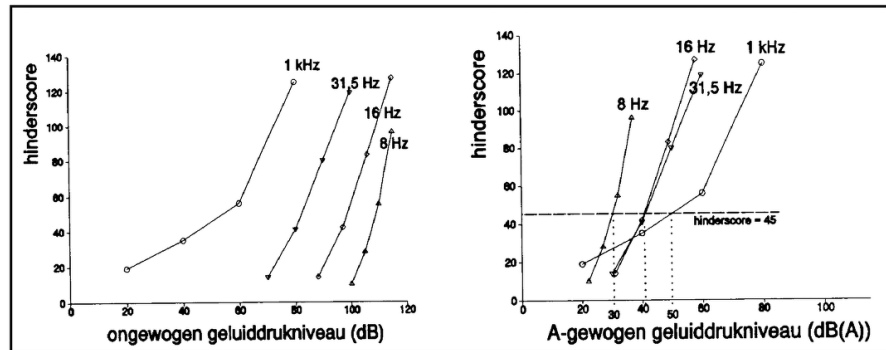 hinderscore
140
120
100
80
60
40
20
0
1 kHz
31,5 Hz
16 Hz
8 Hz
0 20 40 60 80 100 120
ongewogen geluiddrukniveau (dB)
hinderscore
140
120
100
80
60
40
20
0
16 Hz
1 kHz
31,5 Hz
8 Hz
hinderscore = 45
0 20 30 40 50 60 80 100
A-gewogen geluiddrukniveau (dB(A))